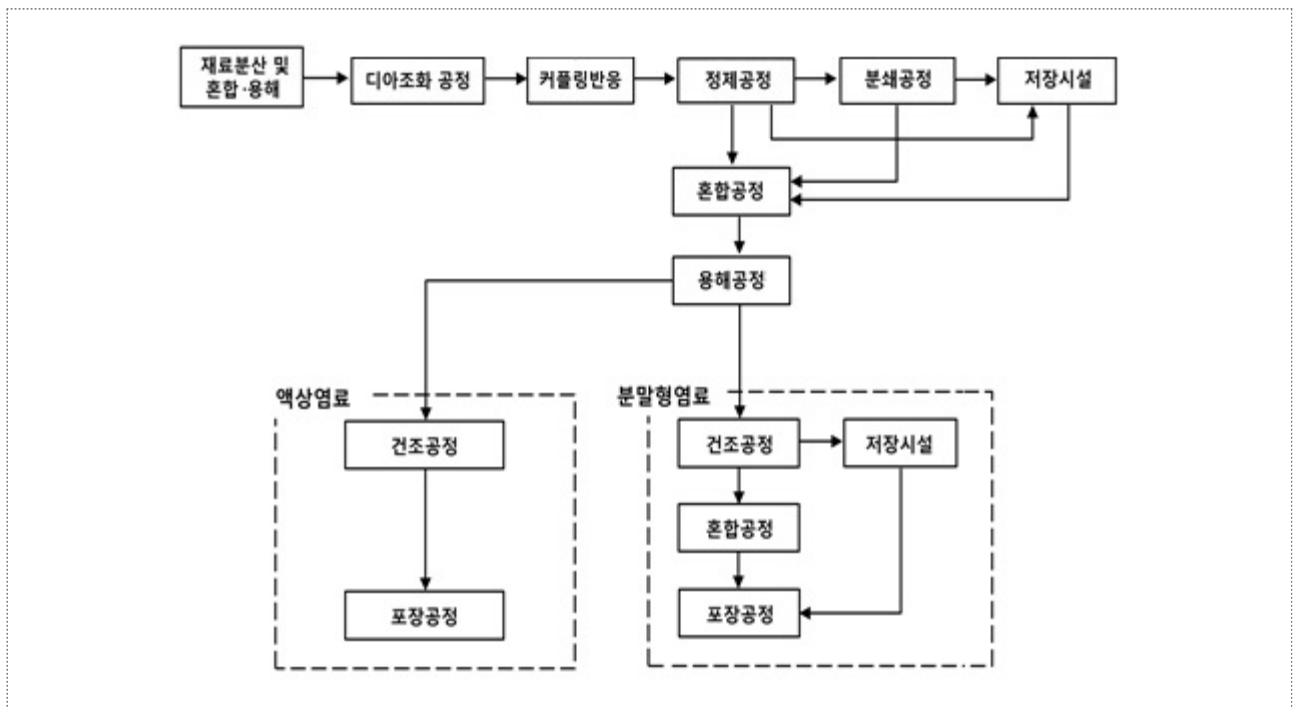 재료분산 및
혼합·용해
디아조화 공정
커플링반응
정제공정
분쇄공정
저장시설
혼합공정
용해공정
액상염료
건조공정
포장공정
분말형염료
건조공정
저장시설
혼합공정
포장공정